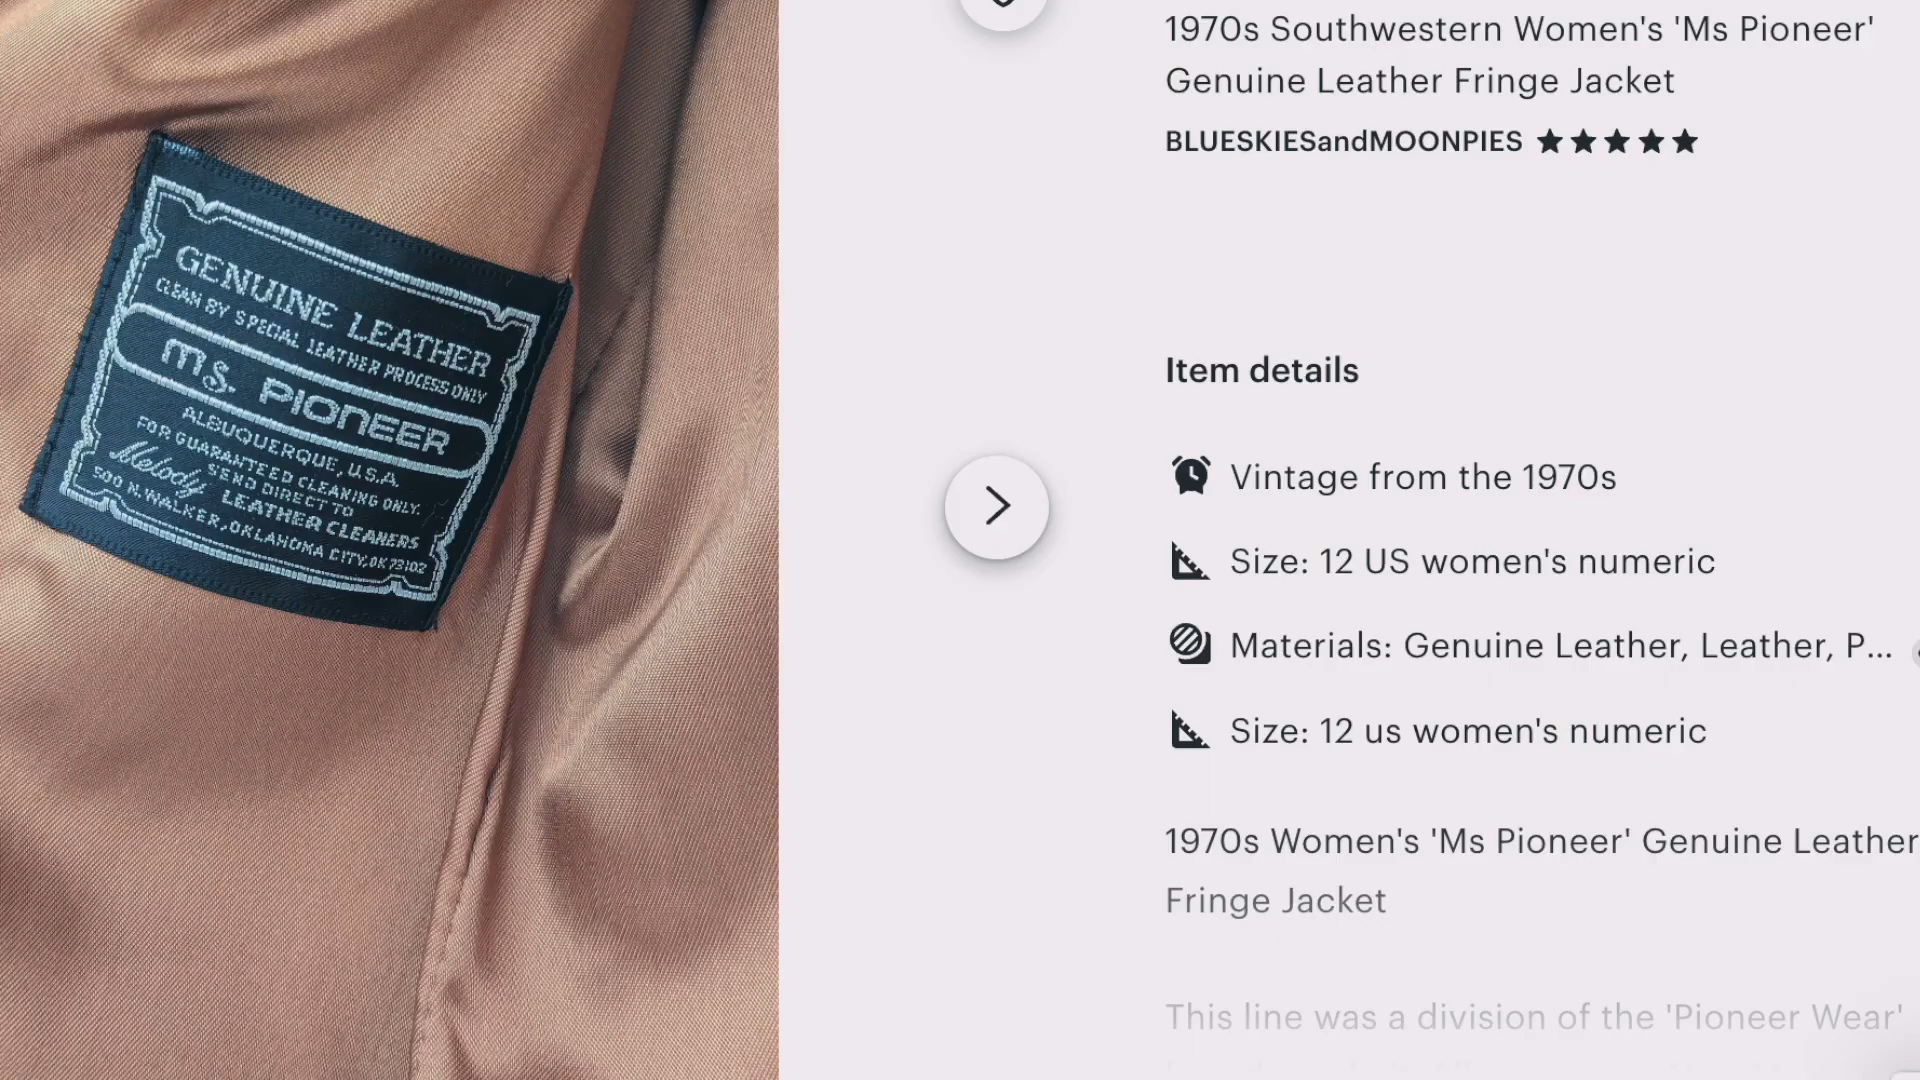 GENUINE LEATHER
CLEAN BY SPECIAL LEATHER PROCESS ONLY
ms. PIONEER
ALBUQUERQUE, U.S.A.
FOR GUARANTEED CLEANING ONLY.
SEND DIRECT TO
Melody LEATHER CLEANERS
500 N. WALKER, OKLAHOMA CITY, OK 73102
1970s Southwestern Women's 'Ms Pioneer'
Genuine Leather Fringe Jacket
BLUESKIESandMOONPIES ★★★★★
Item details
Vintage from the 1970s
Size: 12 US women's numeric
Materials: Genuine Leather, Leather, P...
Size: 12 us women's numeric
1970s Women's 'Ms Pioneer' Genuine Leather
Fringe Jacket
This line was a division of the 'Pioneer Wear'